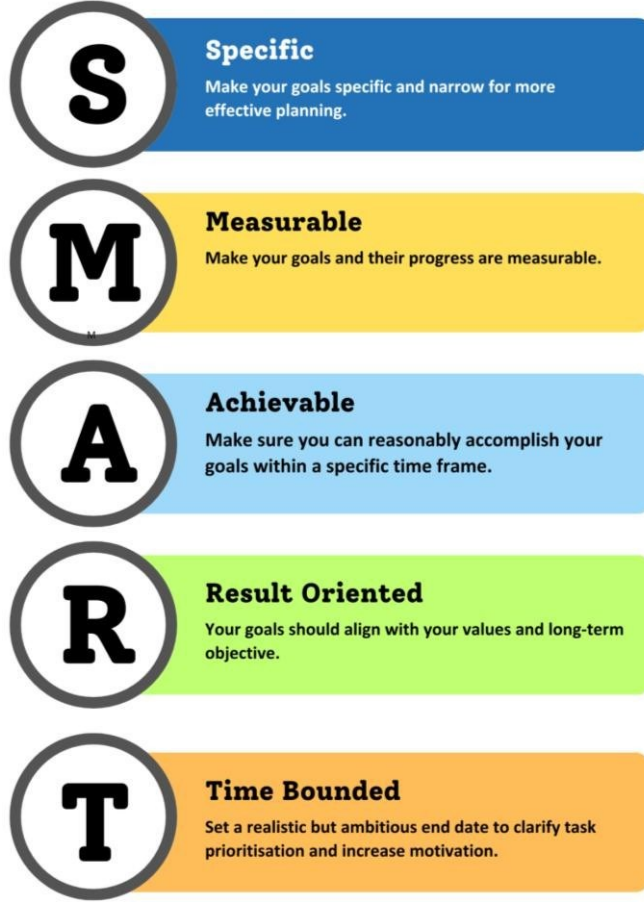 S
Specific
Make your goals specific and narrow for more
effective planning.
M
Measurable
Make your goals and their progress are measurable.
M
A
Achievable
Make sure you can reasonably accomplish your
goals within a specific time frame.
R
Result Oriented
Your goals should align with your values and long-term
objective.
T
Time Bounded
Set a realistic but ambitious end date to clarify task
prioritisation and increase motivation.